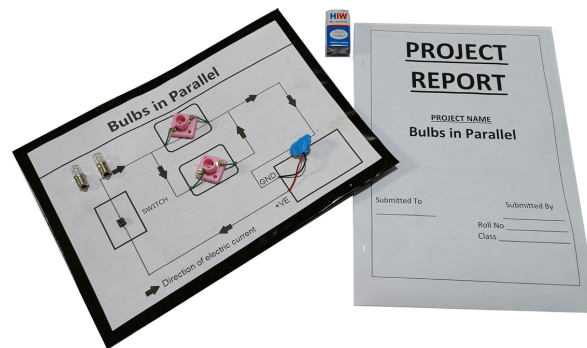 Bulbs in Parallel
SWITCH
GND
+VE
Direction of electric current
HIW
PROJECT
REPORT
PROJECT NAME
Bulbs in Parallel
Submitted To
Submitted By
Roll No
Class